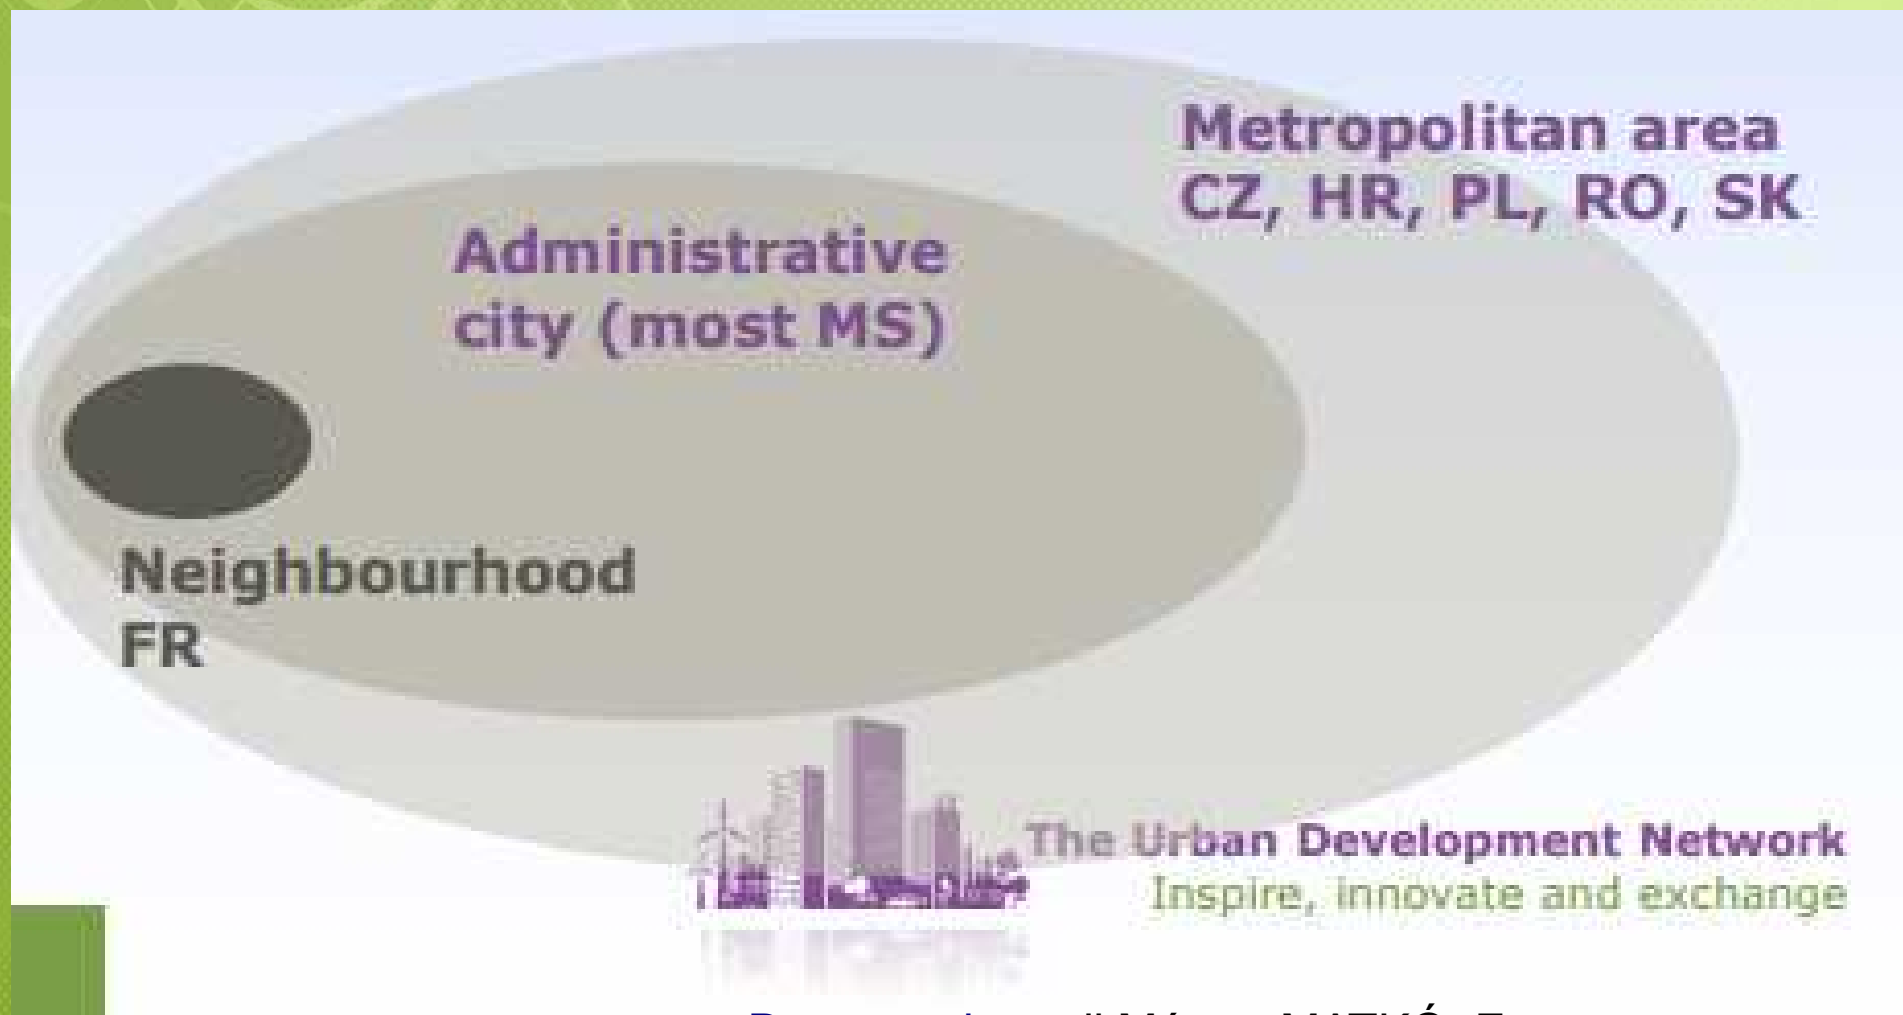 Metropolitan area
CZ, HR, PL, RO, SK
Administrative
city (most MS)
Neighbourhood
FR
The Urban Development Network
Inspire, innovate and exchange